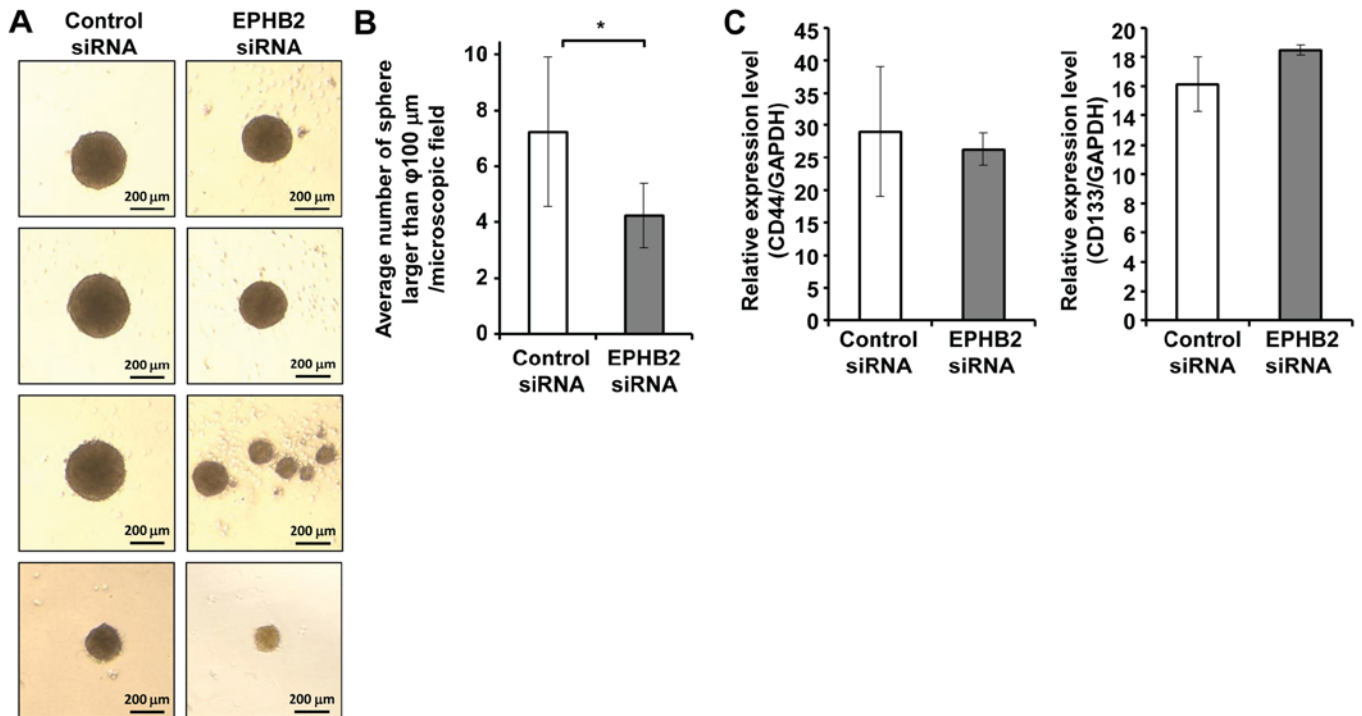 A
Control
siRNA
EPHB2
siRNA
200 μm
200 μm
200 μm
200 μm
200 μm
200 μm
200 μm
200 μm
B
*
Average number of sphere
larger than φ100 μm
/microscopic field
10
8
6
4
2
0
Control
siRNA
EPHB2
siRNA
C
Relative expression level
(CD44/GAPDH)
45
40
35
30
25
20
15
10
5
0
Control
siRNA
EPHB2
siRNA
Relative expression level
(CD133/GAPDH)
20
18
16
14
12
10
8
6
4
2
0
Control
siRNA
EPHB2
siRNA